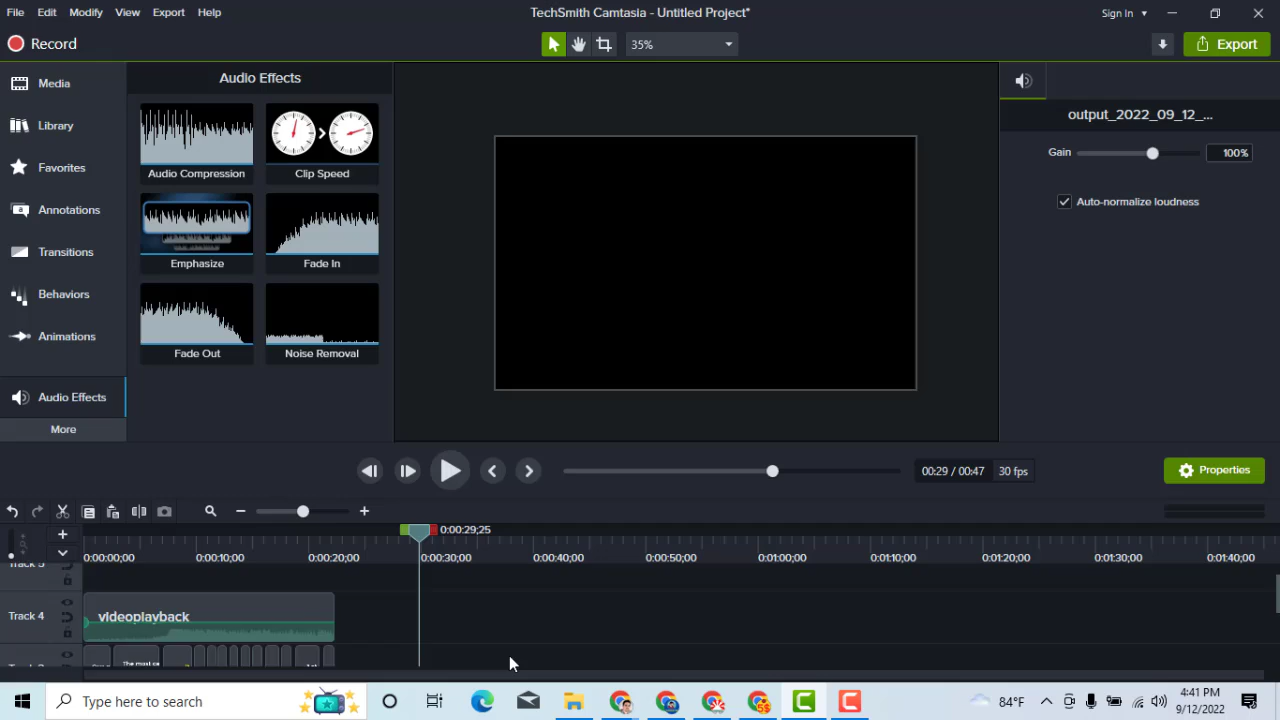 File Edit Modify View Export Help
TechSmith Camtasia - Untitled Project*
Sign In
Record
35%
Export
Media
Library
Favorites
Annotations
Transitions
Behaviors
Animations
Audio Effects
More
Audio Effects
Audio Compression
Clip Speed
Emphasize
Fade In
Fade Out
Noise Removal
output_2022_09_12_...
Gain
100%
Auto-normalize loudness
00:29 / 00:47
30 fps
Properties
0:00:29;25
0:00:00;00
0:00:10;00
0:00:20;00
0:00:30;00
0:00:40;00
0:00:50;00
0:01:00;00
0:01:10;00
0:01:20;00
0:01:30;00
0:01:40;00
Track 5
Track 4
videoplayback
The most ce
Type here to search
84°F
4:41 PM
9/12/2022